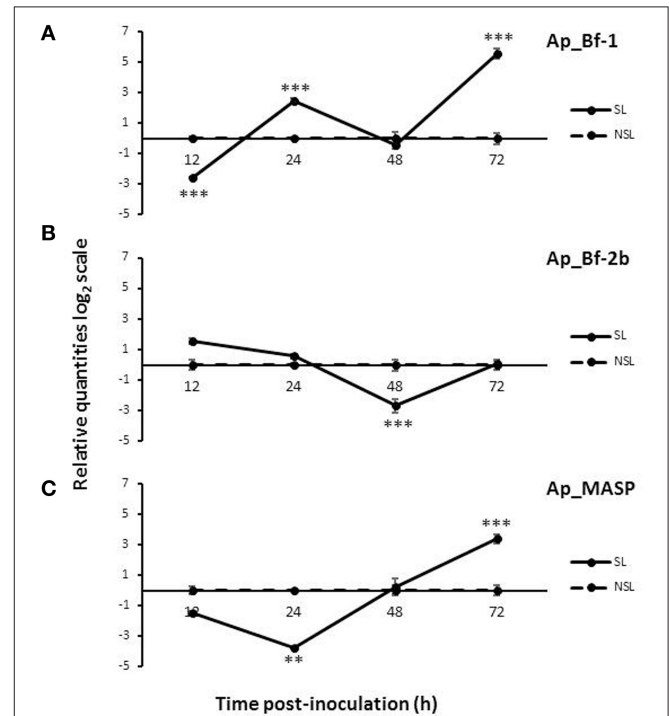 A
Ap_Bf-1
7
5
3
1
-1
-3
-5
***
***
***
12
24
48
72
SL
NSL
B
Ap_Bf-2b
7
5
3
1
-1
-3
-5
***
12
24
48
72
SL
NSL
Relative quantities log2 scale
C
Ap_MASP
7
5
3
1
-1
-3
-5
**
***
12
24
48
72
SL
NSL
Time post-inoculation (h)